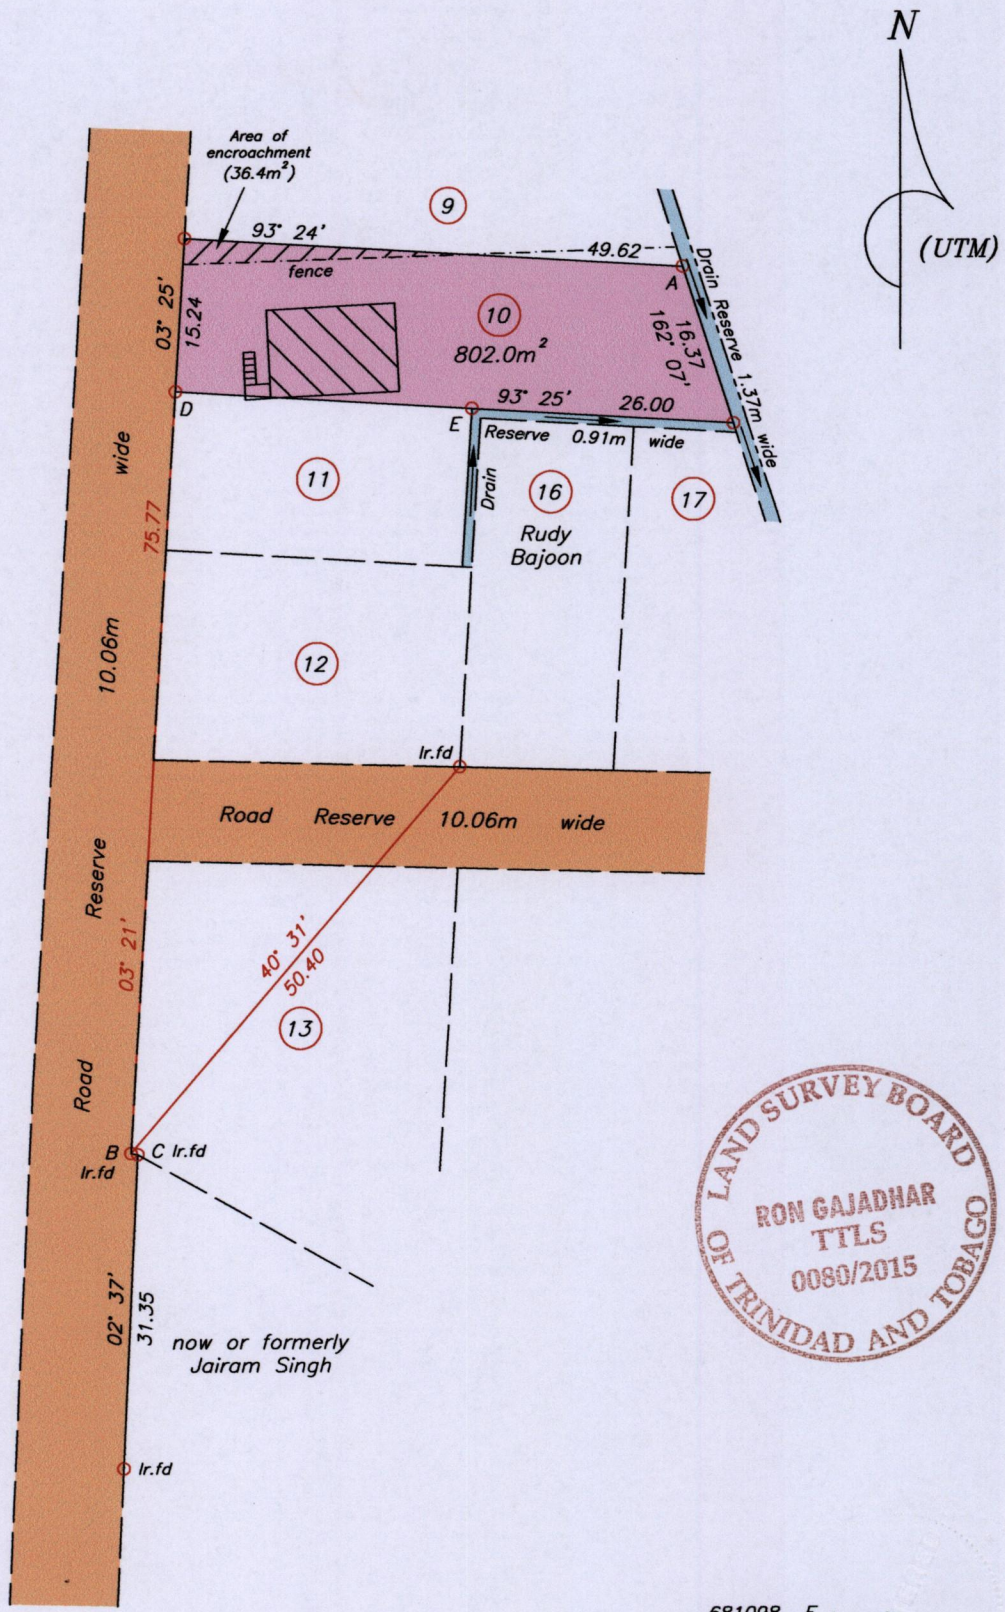 N
(UTM)
Area of
encroachment
(36.4m²)
9
93° 24'
49.62
fence
A
Drain Reserve 1.37m wide
03° 25'
15.24
10
802.0m²
16.37
162° 07'
D
93° 25'
26.00
E
Reserve 0.91m wide
Drain
11
16
17
Rudy
Bajoon
75.77
12
Road Reserve 10.06m wide
Ir.fd
Road Reserve 10.06m wide
03° 21'
40° 31'
50.40
13
B
Ir.fd
C Ir.fd
02° 37'
31.35
now or formerly
Jairam Singh
Ir.fd
LAND SURVEY BOARD
OF TRINIDAD AND TOBAGO
RON GAJADHAR
TTLS
0080/2015
681098 E